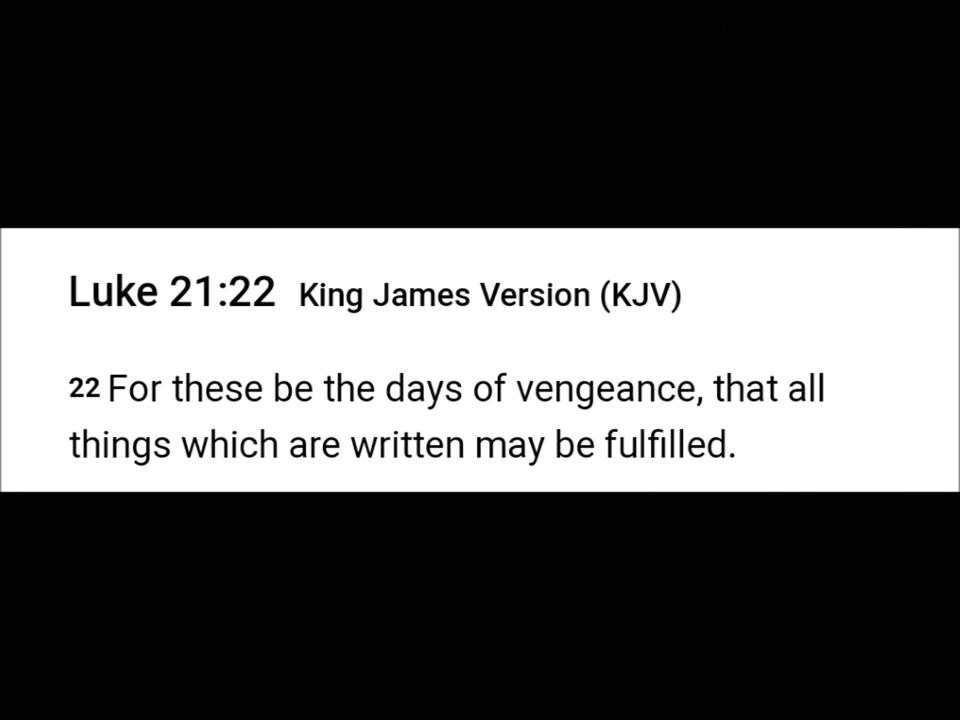 Luke 21:22 King James Version (KJV)
22 For these be the days of vengeance, that all
things which are written may be fulfilled.